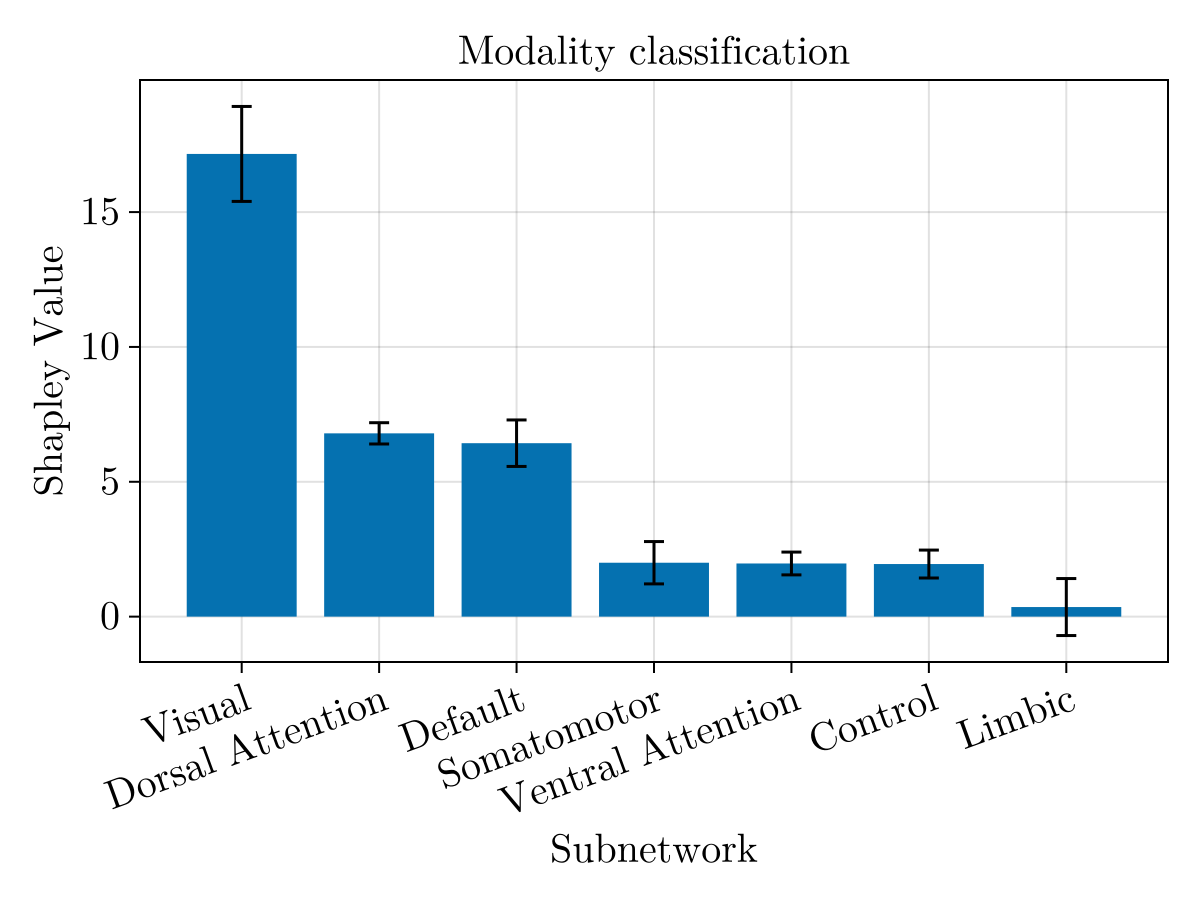 Modality classification
Shapley Value
15
10
5
0
Visual
Dorsal Attention
Default
Somatomotor
Ventral Attention
Control
Limbic
Subnetwork